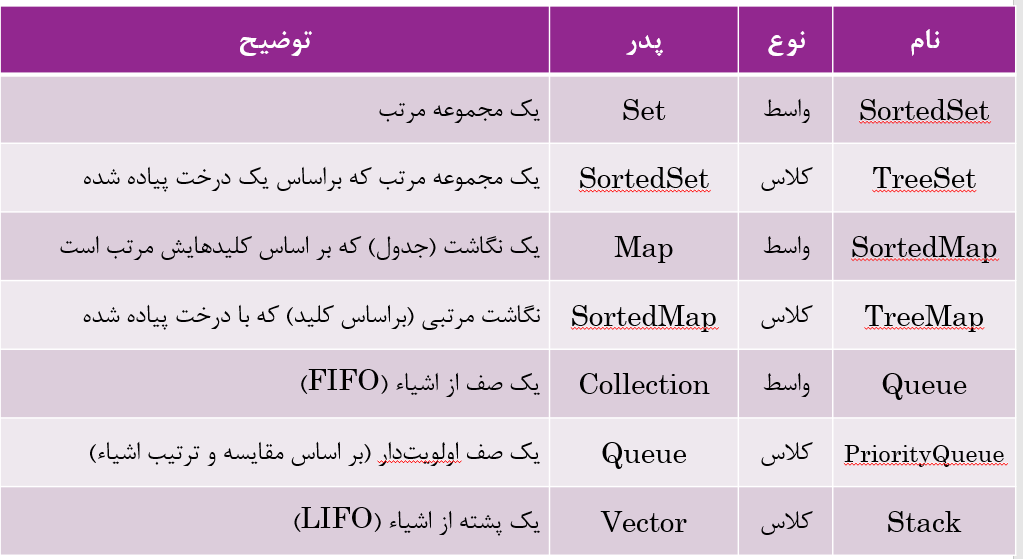 نام نوع پدر توضیح
SortedSet واسط Set یک مجموعه مرتب
TreeSet کلاس SortedSet یک مجموعه مرتب که براساس یک درخت پیاده شده
SortedMap واسط Map یک نگاشت (جدول) که بر اساس کلیدهایش مرتب است
TreeMap کلاس SortedMap نگاشت مرتبی (براساس کلید) که با درخت پیاده شده
Queue واسط Collection یک صف از اشیاء (FIFO)
PriorityQueue کلاس Queue یک صف اولویت‌دار (بر اساس مقایسه و ترتیب اشیاء)
Stack کلاس Vector یک پشته از اشیاء (LIFO)